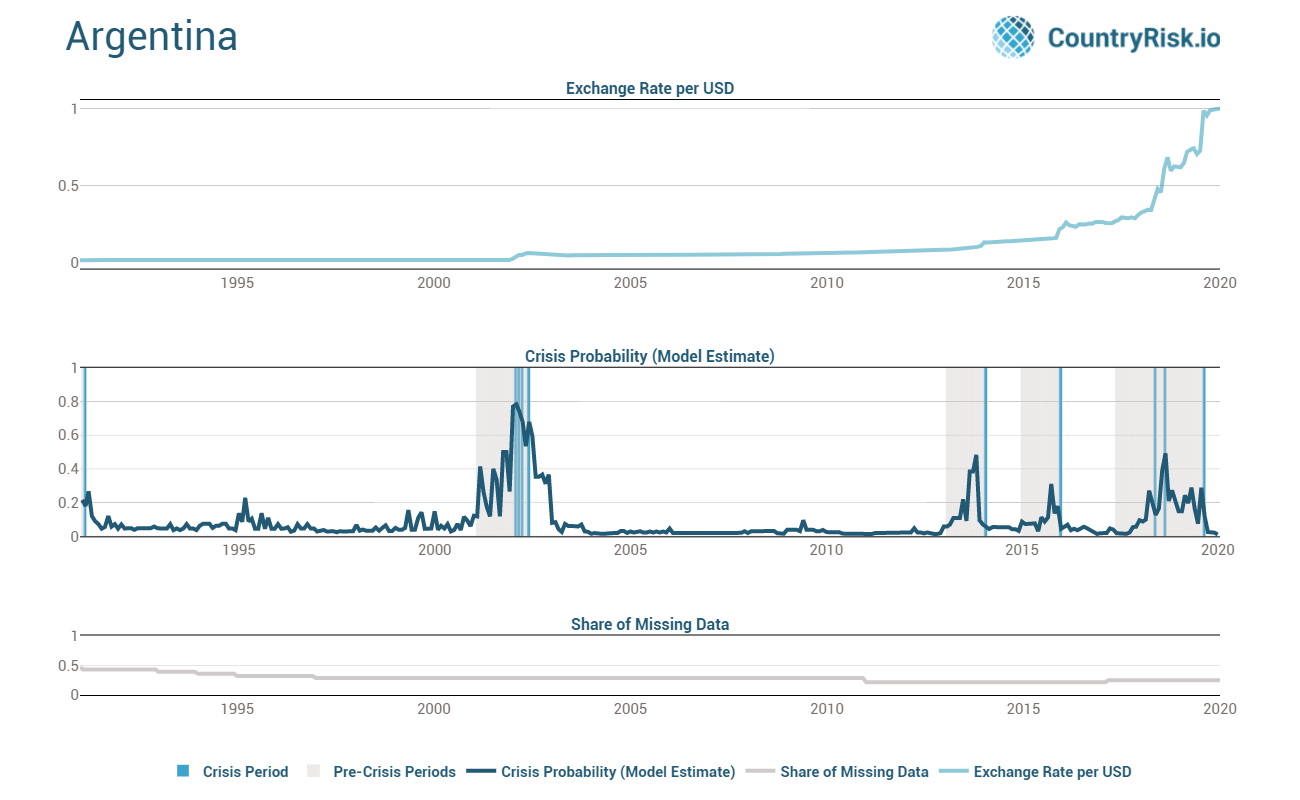 Argentina
CountryRisk.io
Exchange Rate per USD
1
0.5
0
1995 2000 2005 2010 2015 2020
Crisis Probability (Model Estimate)
1
0.8
0.6
0.4
0.2
0
1995 2000 2005 2010 2015 2020
Share of Missing Data
1
0.5
0
1995 2000 2005 2010 2015 2020
Crisis Period Pre-Crisis Periods Crisis Probability (Model Estimate) Share of Missing Data Exchange Rate per USD